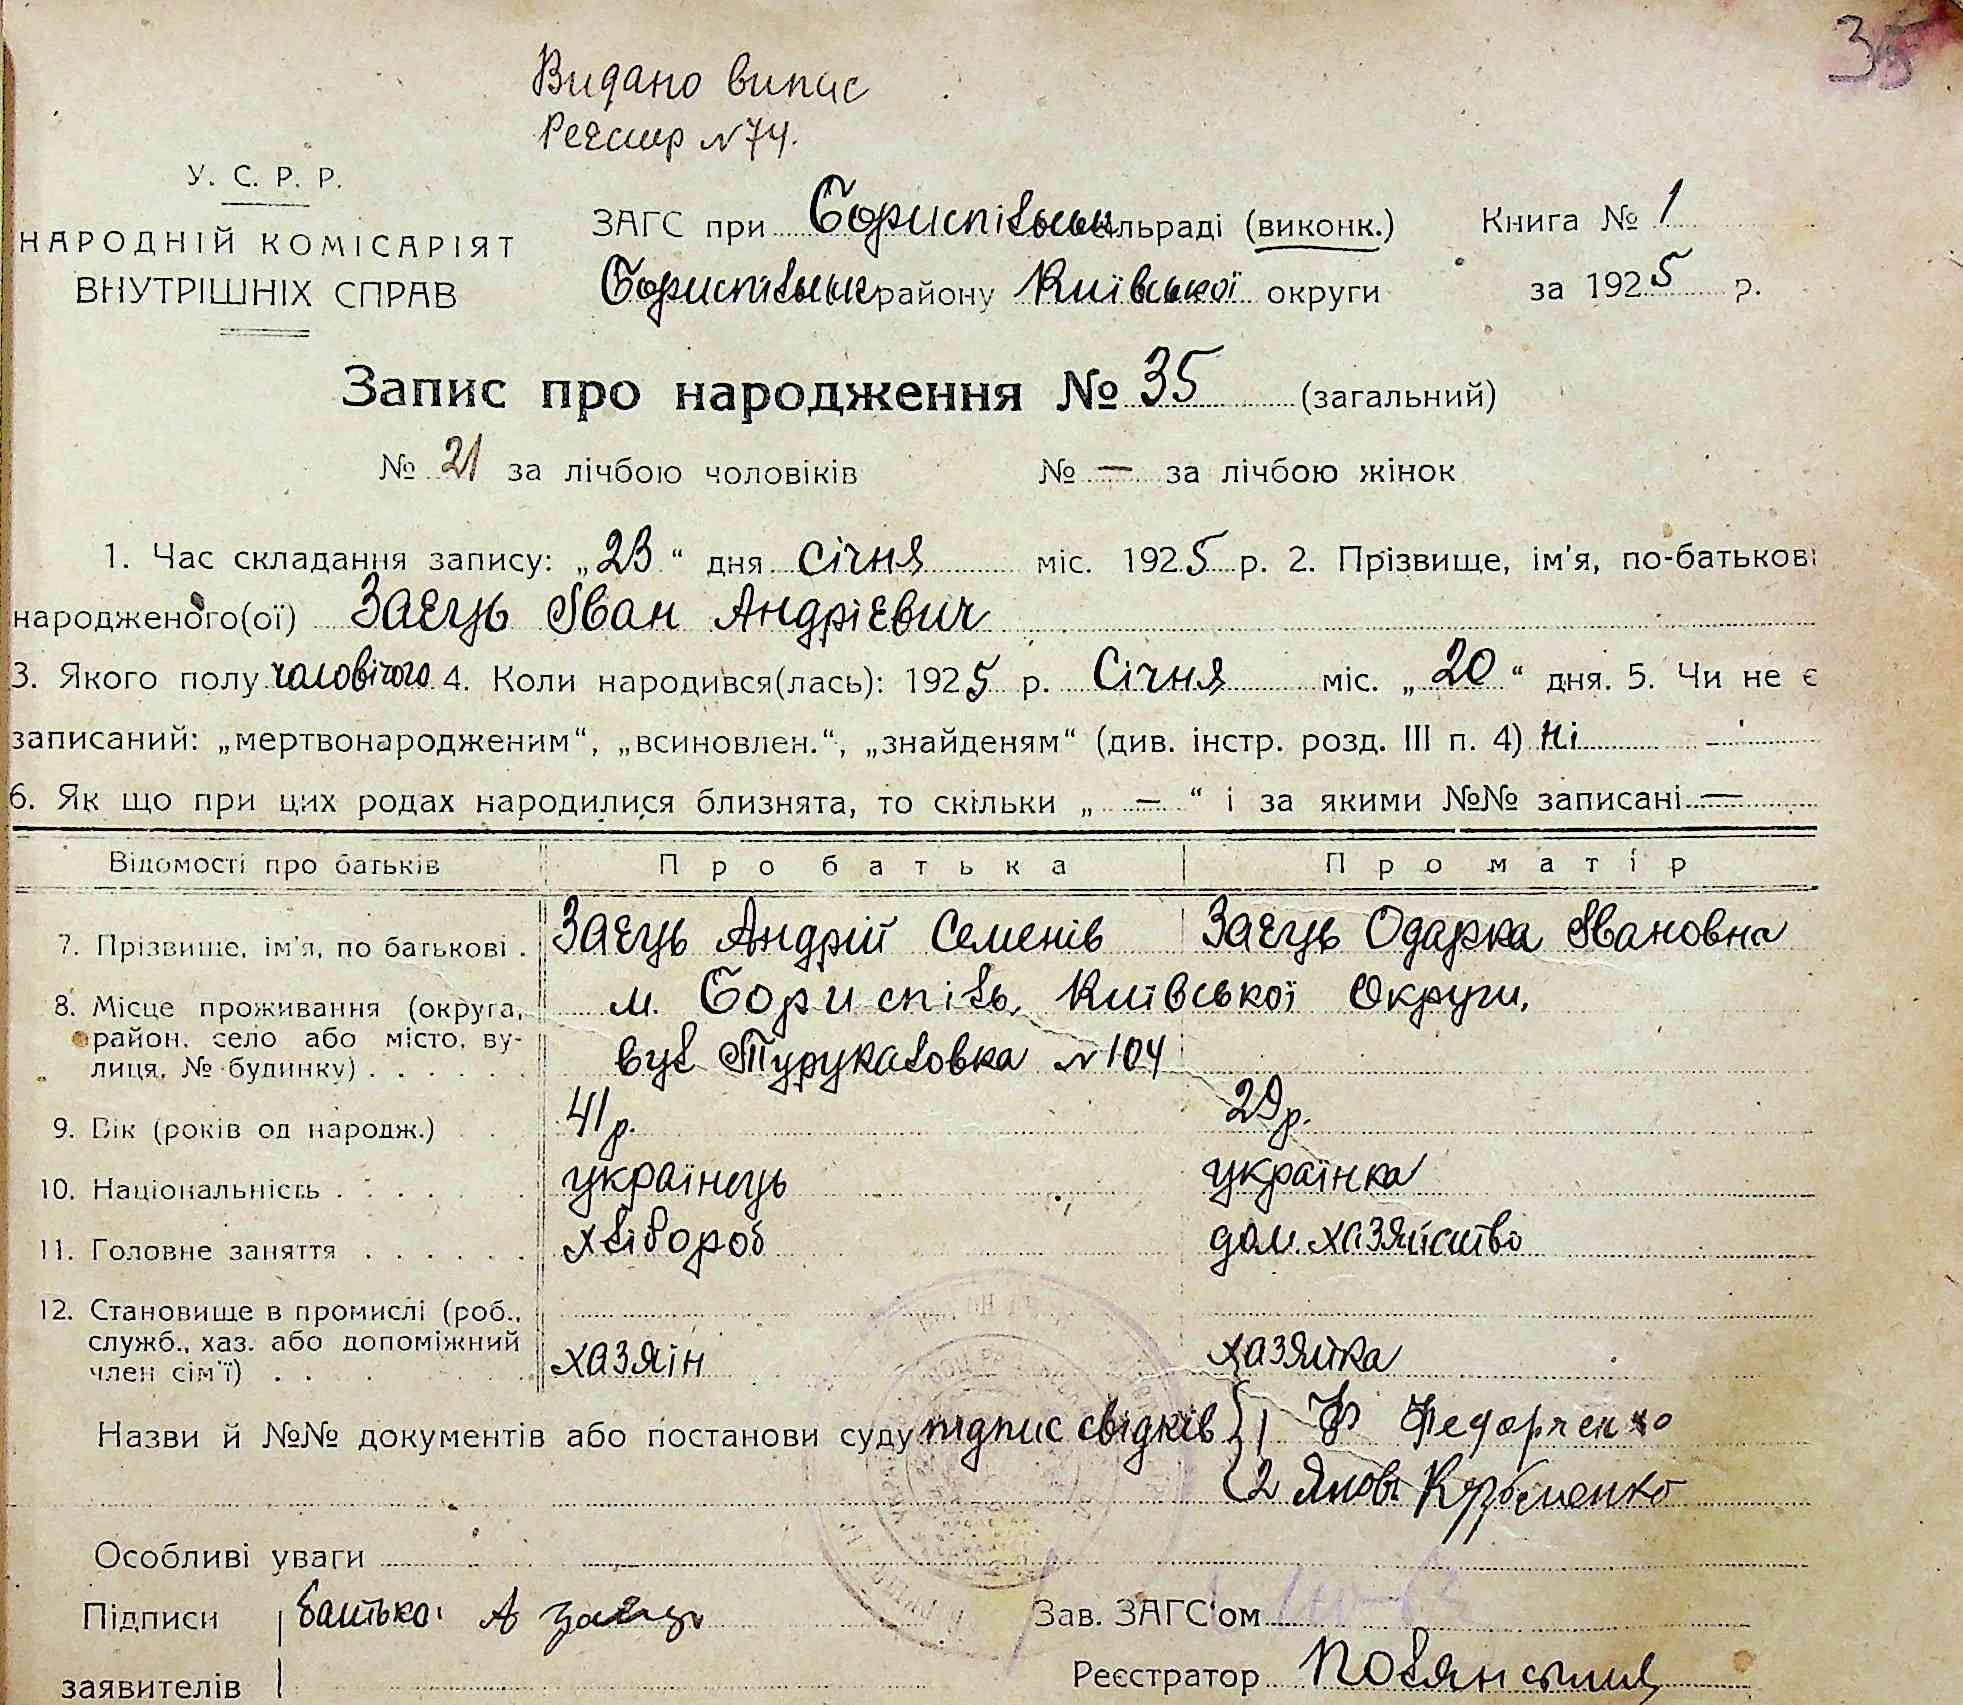 35
Видано випис
Реєстр №74.
У. С. Р. Р.
НАРОДНІЙ КОМІСАРІЯТ
ВНУТРІШНІХ СПРАВ
ЗАГС при Бориспільськ сільраді (виконк.) Книга № 1
Бориспільськ району Київської округи за 1925 р.
Запис про народження № 35 (загальний)
№ 21 за лічбою чоловіків № — за лічбою жінок
1. Час складання запису: „23“ дня січня міс. 1925 р. 2. Прізвище, ім'я, по-батькові
народженого(ої) Заєць Іван Андрієвич
3. Якого полу чоловічого 4. Коли народився(лась): 1925 р. Січня міс. „20“ дня. 5. Чи не є
записаний: „мертвонародженим“, „всиновлен.“, „знайденям“ (див. інстр. розд. III п. 4) Ні —
6. Як що при цих родах народилися близнята, то скільки „ — “ і за якими №№ записані —
Відомості про батьків Про батька Про матір
7. Прізвище, ім'я, по батькові . Заєць Андрій Семенів Заєць Одарка Івановна
8. Місце проживання (округа, м. Бориспіль, Київської Округи,
район, село або місто, ву-
лиця, № будинку) . . . . . . вул Турукаловка №104
9. Вік (років од народж.) 41р. 29р.
10. Національність . . . . . українець українка
11. Головне заняття . . . . . . хлібороб дом. хазяйство
12. Становище в промислі (роб.,
служб., хаз. або допоміжний
член сім'ї) . . хазяїн хазяйка
Назви й №№ документів або постанови суду підпис свідків 1 Ф Федорченко
2 Яков
Особливі уваги
Підписи батько: А Заєць Зав. ЗАГС'ом
заявителів Реєстратор Полянський